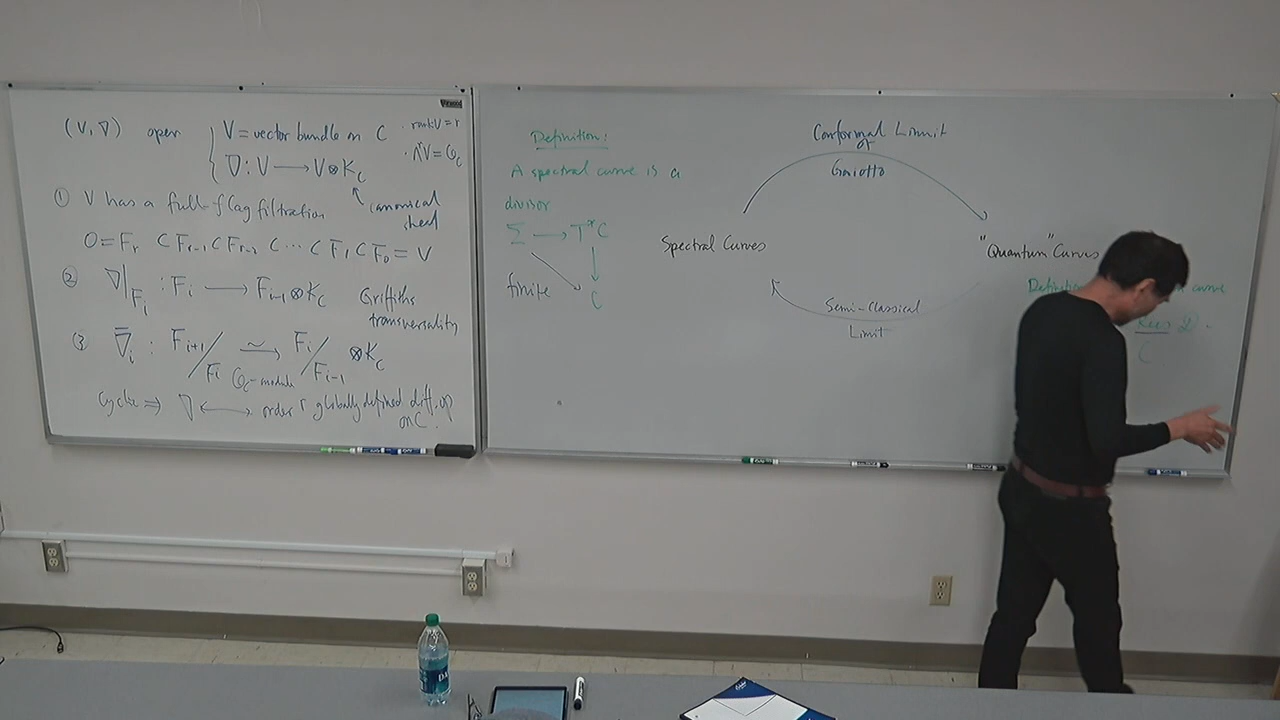 (V, ∇) oper { V = vector bundle on C · rank V = r
∇ : V ⟶ V ⊗ K_C · Λ^r V = O_C
↖ canonical sheaf
① V has a full-flag filtration
0 = F_r ⊂ F_{r-1} ⊂ F_{r-2} ⊂ ⋯ ⊂ F_1 ⊂ F_0 = V
② ∇|_{F_i} : F_i ⟶ F_{i-1} ⊗ K_C Griffiths transversality
③ ∇̄_i : F_{i+1}/F_i ⥲ F_i/F_{i-1} ⊗ K_C
O_C-module
cyclic ⇒ ∇ ⟷ order r globally defined diff. op
on C.
Definition:
A spectral curve is a
divisor
Σ ⟶ T*C
finite ↘ ↓
C
Conformal Limit
of
Gaiotto
Spectral Curves
"Quantum" Curves
Semi-Classical
Limit
curve